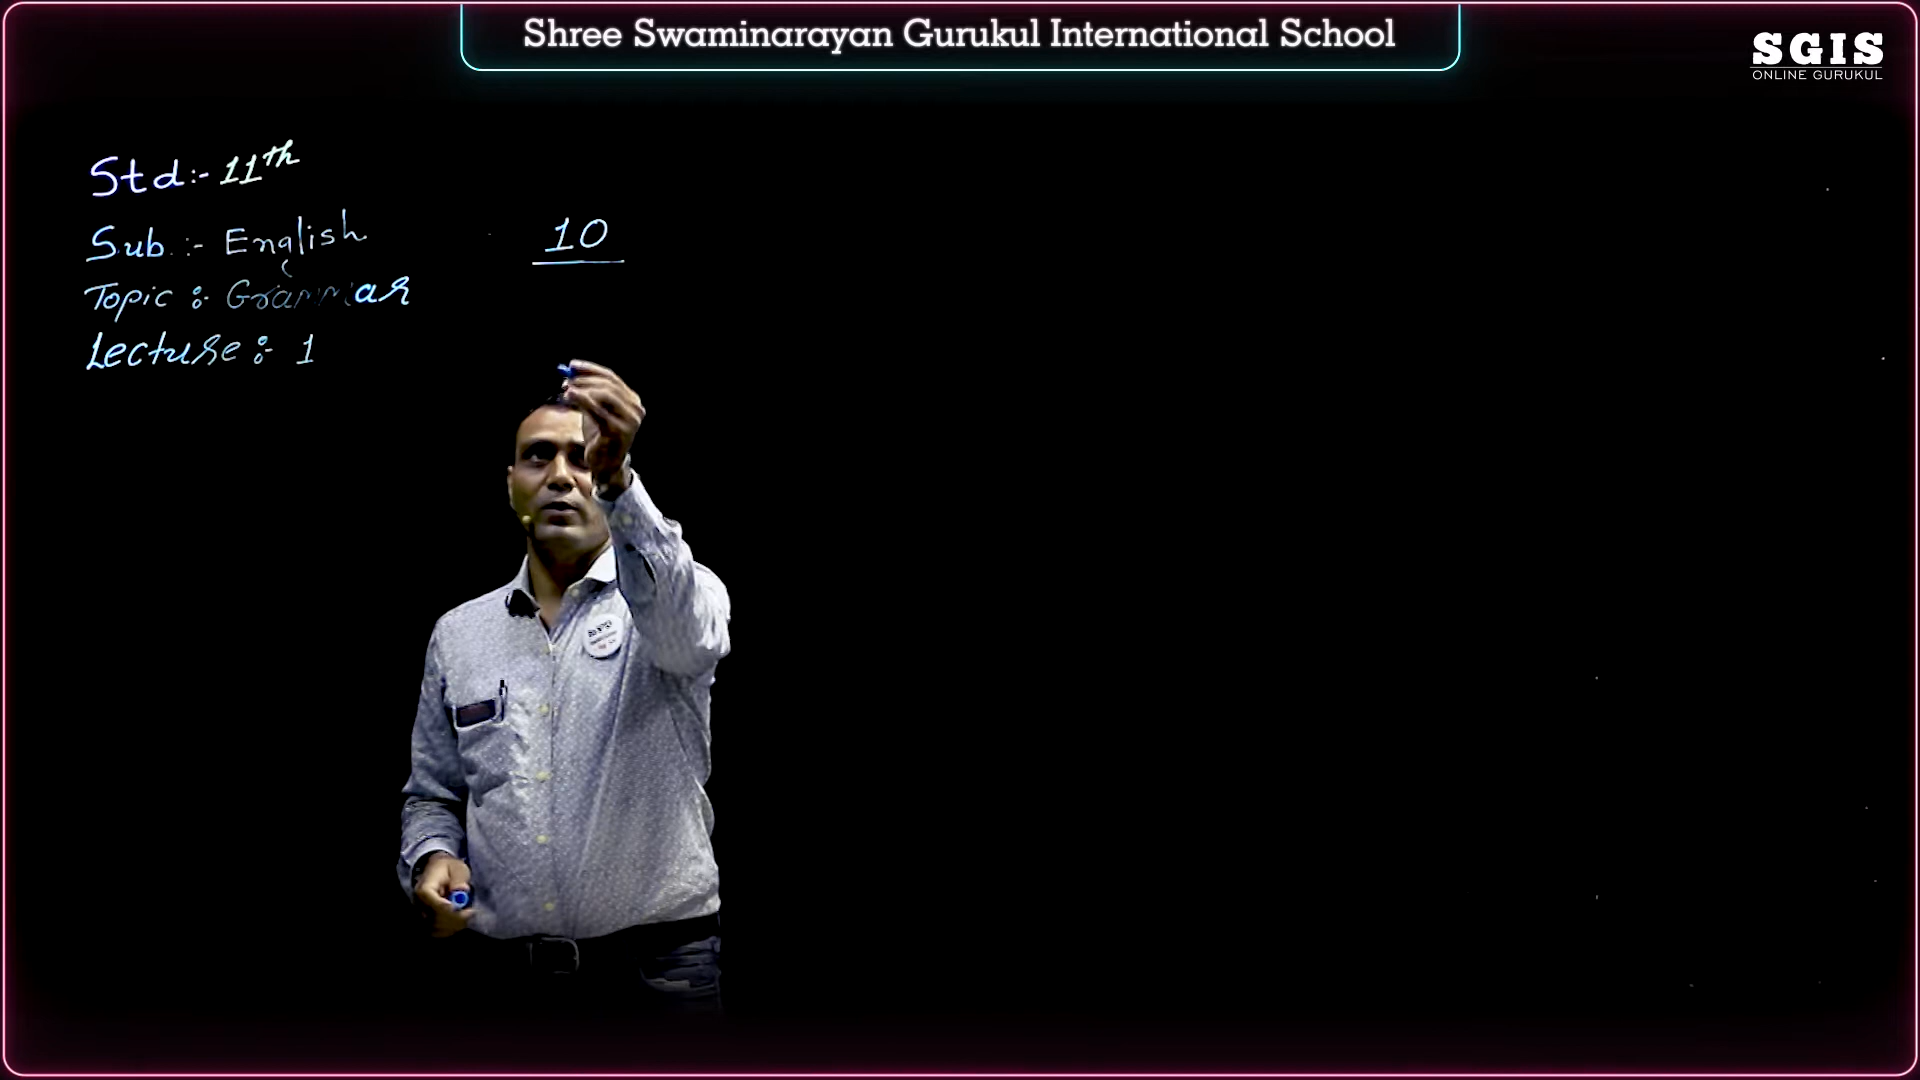 Shree Swaminarayan Gurukul International School
SGIS
ONLINE GURUKUL
Std:- 11th
Sub.:- English
Topic :- Grammar
Lecture :- 1
10